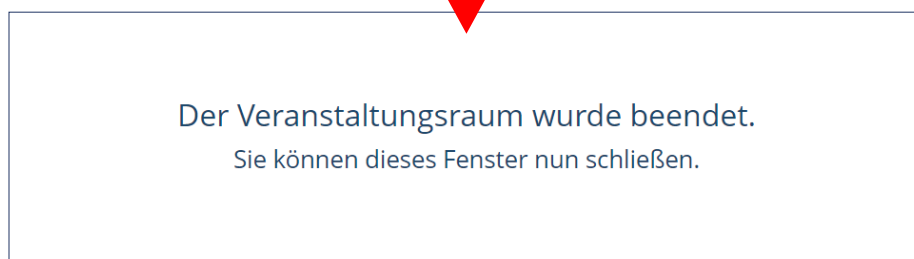 Der Veranstaltungsraum wurde beendet.
Sie können dieses Fenster nun schließen.